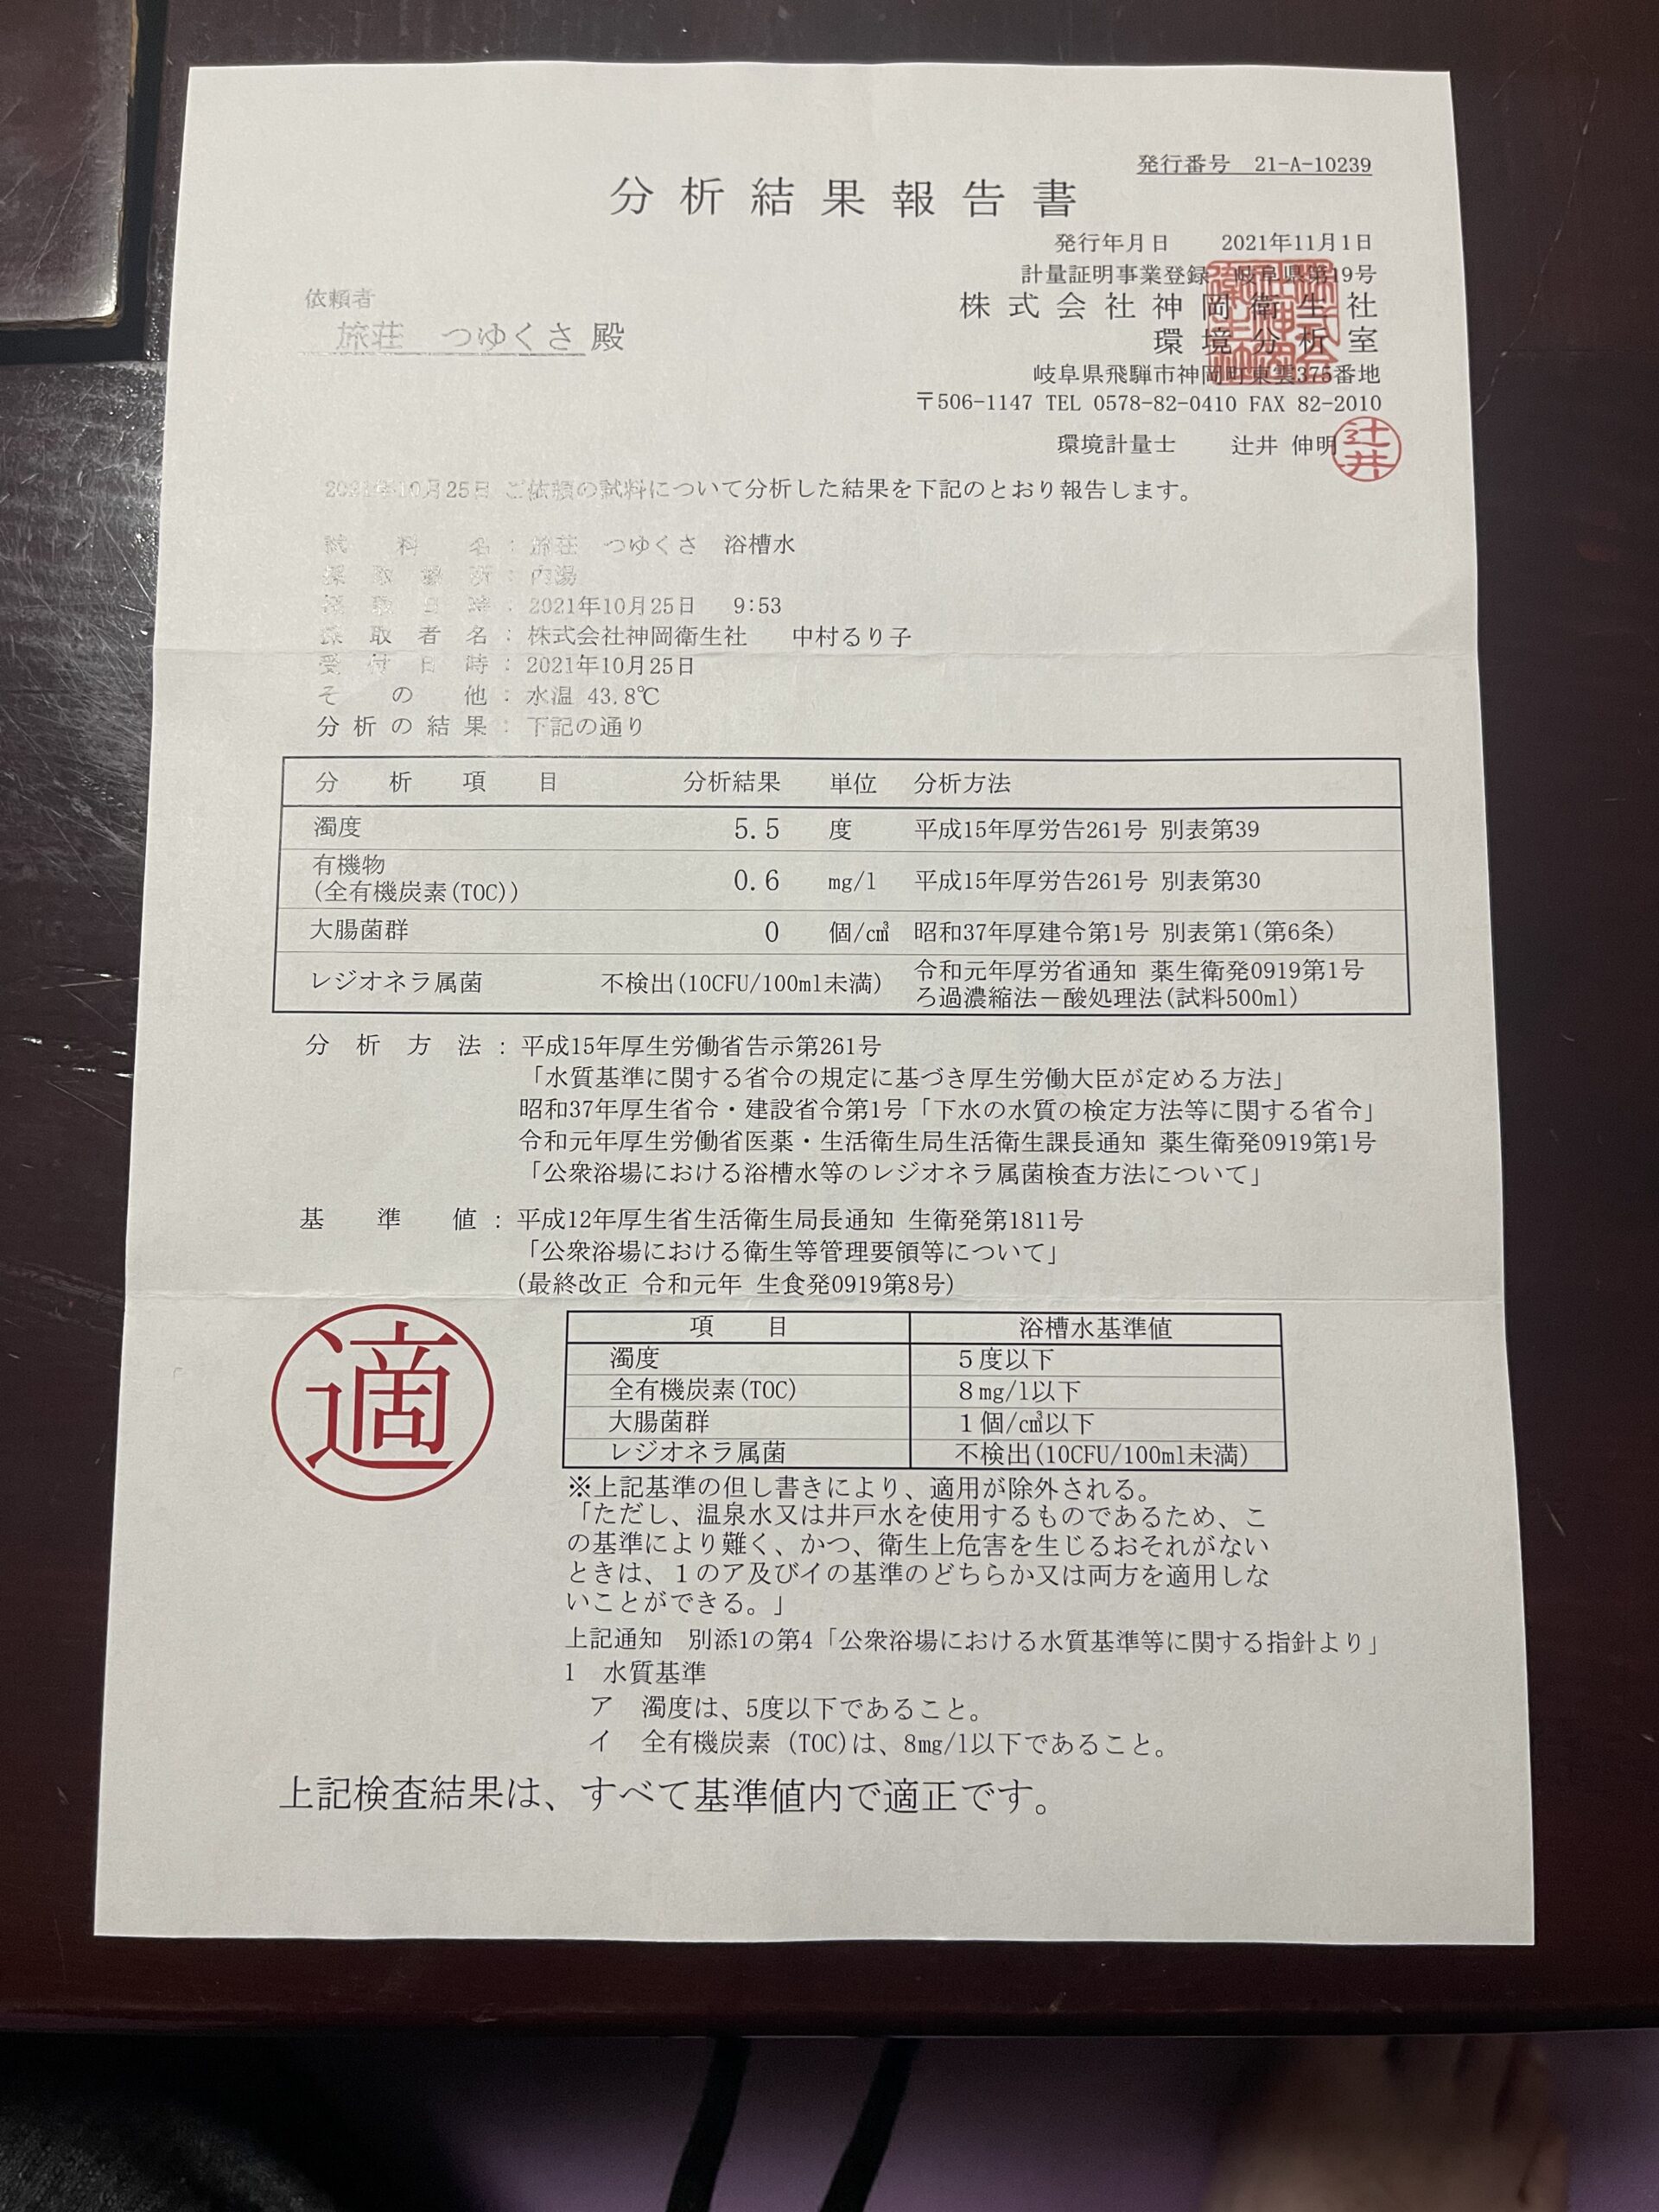 発行番号　21-A-10239
分析結果報告書
発行年月日　2021年11月1日
計量証明事業登録　岐阜県第19号
依頼者
株式会社神岡衛生社
旅荘　つゆくさ 殿
環境分析室
岐阜県飛騨市神岡町東雲375番地
〒506-1147 TEL 0578-82-0410 FAX 82-2010
環境計量士　辻井 伸明
辻井
2021年10月25日 ご依頼の試料について分析した結果を下記のとおり報告します。
試料名：旅荘　つゆくさ　浴槽水
採取場所：内湯
採取日時：2021年10月25日　9:53
採取者名：株式会社神岡衛生社　中村るり子
受付日時：2021年10月25日
その他：水温 43.8℃
分析の結果：下記の通り
分析項目　分析結果　単位　分析方法
濁度　5.5　度　平成15年厚労告261号 別表第39
有機物
(全有機炭素(TOC))　0.6　mg/l　平成15年厚労告261号 別表第30
大腸菌群　0　個/cm³　昭和37年厚建令第1号 別表第1(第6条)
レジオネラ属菌　不検出(10CFU/100ml未満)　令和元年厚労省通知 薬生衛発0919第1号
ろ過濃縮法－酸処理法(試料500ml)
分析方法：平成15年厚生労働省告示第261号
「水質基準に関する省令の規定に基づき厚生労働大臣が定める方法」
昭和37年厚生省令・建設省令第1号「下水の水質の検定方法等に関する省令」
令和元年厚生労働省医薬・生活衛生局生活衛生課長通知 薬生衛発0919第1号
「公衆浴場における浴槽水等のレジオネラ属菌検査方法について」
基準値：平成12年厚生省生活衛生局長通知 生衛発第1811号
「公衆浴場における衛生等管理要領等について」
(最終改正 令和元年 生食発0919第8号)
適
項目　浴槽水基準値
濁度　5度以下
全有機炭素(TOC)　8mg/l以下
大腸菌群　1個/cm³以下
レジオネラ属菌　不検出(10CFU/100ml未満)
※上記基準の但し書きにより、適用が除外される。
「ただし、温泉水又は井戸水を使用するものであるため、こ
の基準により難く、かつ、衛生上危害を生じるおそれがない
ときは、1のア及びイの基準のどちらか又は両方を適用しな
いことができる。」
上記通知　別添1の第4「公衆浴場における水質基準等に関する指針より」
1　水質基準
ア　濁度は、5度以下であること。
イ　全有機炭素 (TOC)は、8mg/l以下であること。
上記検査結果は、すべて基準値内で適正です。